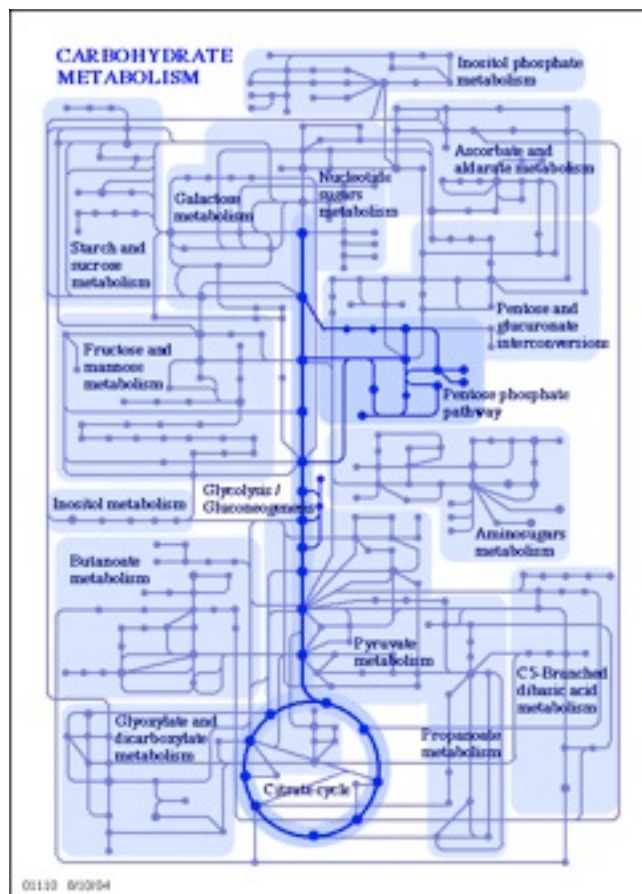 CARBOHYDRATE
METABOLISM
Inositol phosphate
metabolism
Ascorbate and
aldarate metabolism
Nucleotide
sugars
metabolism
Galactose
metabolism
Starch and
sucrose
metabolism
Pentose and
glucuronate
interconversions
Fructose and
mannose
metabolism
Pentose phosphate
pathway
Glycolysis /
Gluconeogenesis
Inositol metabolism
Aminosugars
metabolism
Butanoate
metabolism
Pyruvate
metabolism
C5-Branched
dibasic acid
metabolism
Glyoxylate and
dicarboxylate
metabolism
Propanoate
metabolism
Citrate cycle
01110 8/10/04